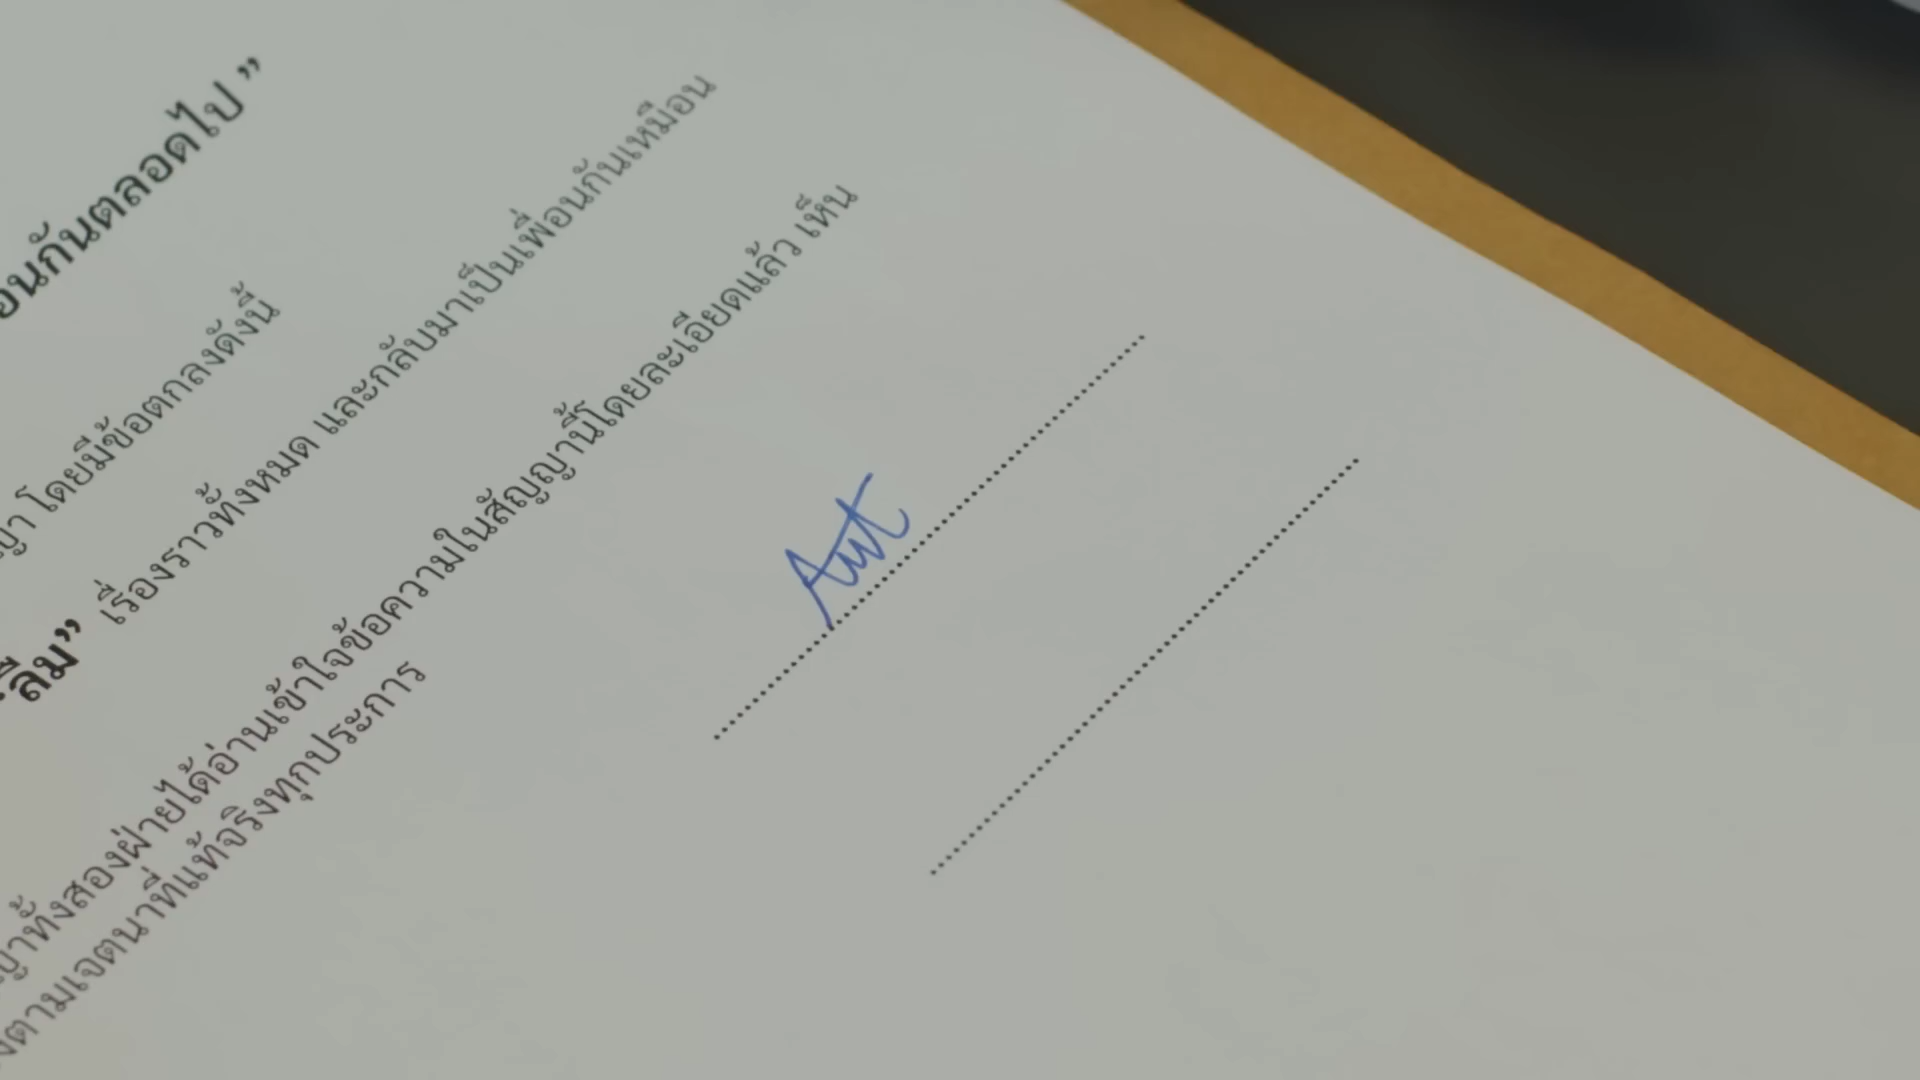 อนกันตลอดไป ”
ญา โดยมีข้อตกลงดังนี้
“ลืม” เรื่องราวทั้งหมด และกลับมาเป็นเพื่อนกันเหมือน
ญาทั้งสองฝ่ายได้อ่านเข้าใจข้อความในสัญญานี้โดยละเอียดแล้ว เห็น
งตามเจตนาที่แท้จริงทุกประการ
Aut